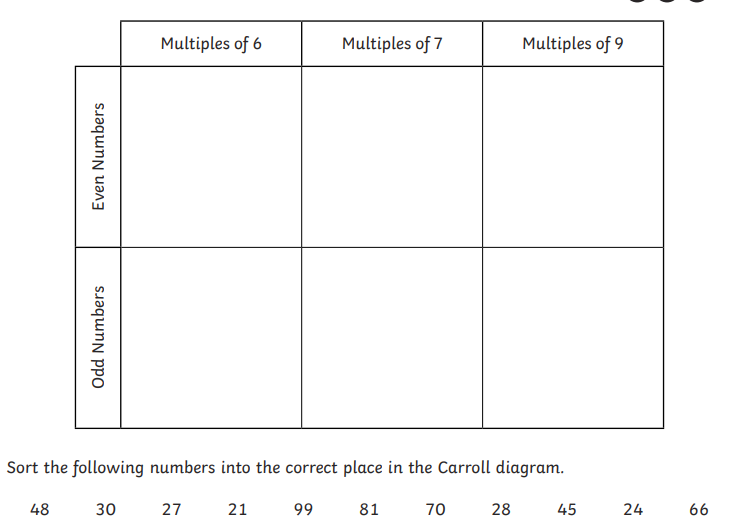 Multiples of 6 Multiples of 7 Multiples of 9
Even Numbers
Odd Numbers
Sort the following numbers into the correct place in the Carroll diagram.
48 30 27 21 99 81 70 28 45 24 66